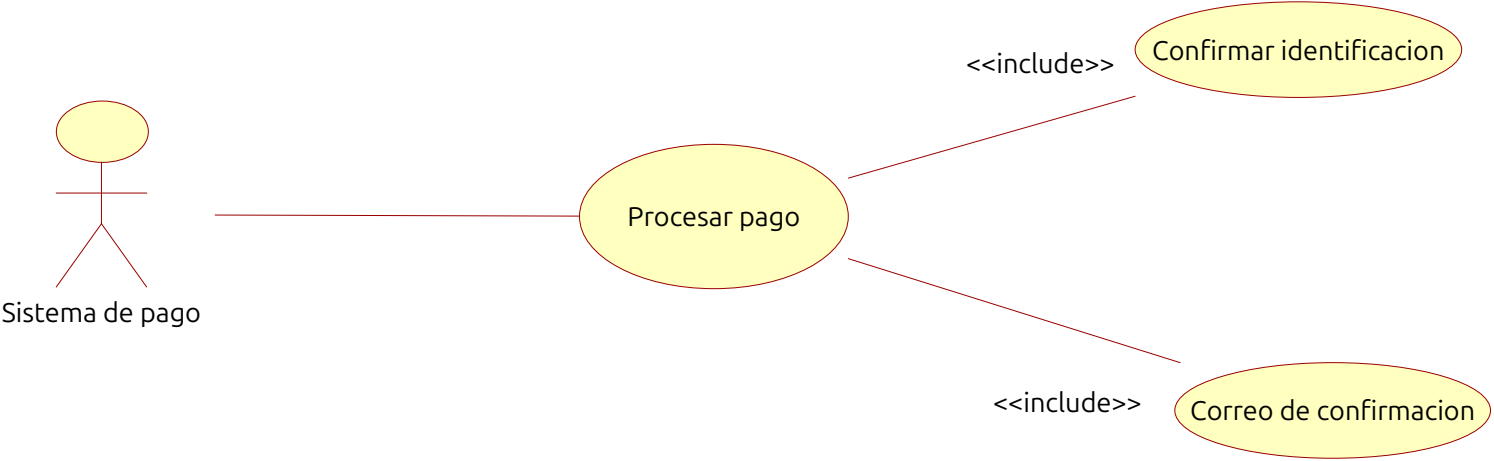 Confirmar identificacion
<<include>>
Procesar pago
Sistema de pago
<<include>>
Correo de confirmacion